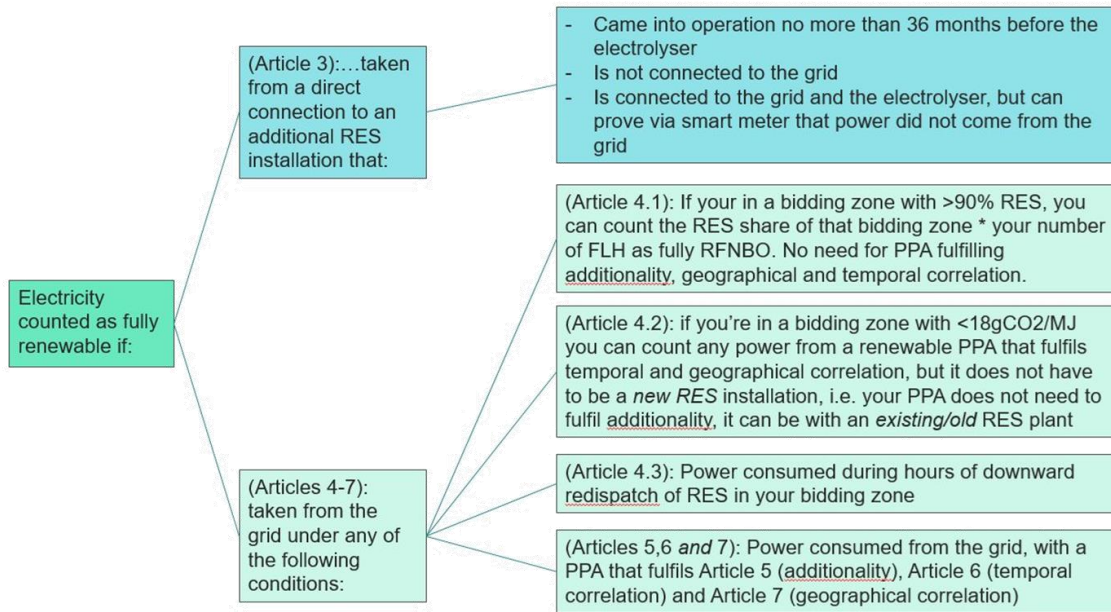 Electricity
counted as fully
renewable if:
(Article 3):…taken
from a direct
connection to an
additional RES
installation that:
- Came into operation no more than 36 months before the
electrolyser
- Is not connected to the grid
- Is connected to the grid and the electrolyser, but can
prove via smart meter that power did not come from the
grid
(Articles 4-7):
taken from the
grid under any of
the following
conditions:
(Article 4.1): If your in a bidding zone with >90% RES, you
can count the RES share of that bidding zone * your number
of FLH as fully RFNBO. No need for PPA fulfilling
additionality, geographical and temporal correlation.
(Article 4.2): if you’re in a bidding zone with <18gCO2/MJ
you can count any power from a renewable PPA that fulfils
temporal and geographical correlation, but it does not have
to be a new RES installation, i.e. your PPA does not need to
fulfil additionality, it can be with an existing/old RES plant
(Article 4.3): Power consumed during hours of downward
redispatch of RES in your bidding zone
(Articles 5,6 and 7): Power consumed from the grid, with a
PPA that fulfils Article 5 (additionality), Article 6 (temporal
correlation) and Article 7 (geographical correlation)